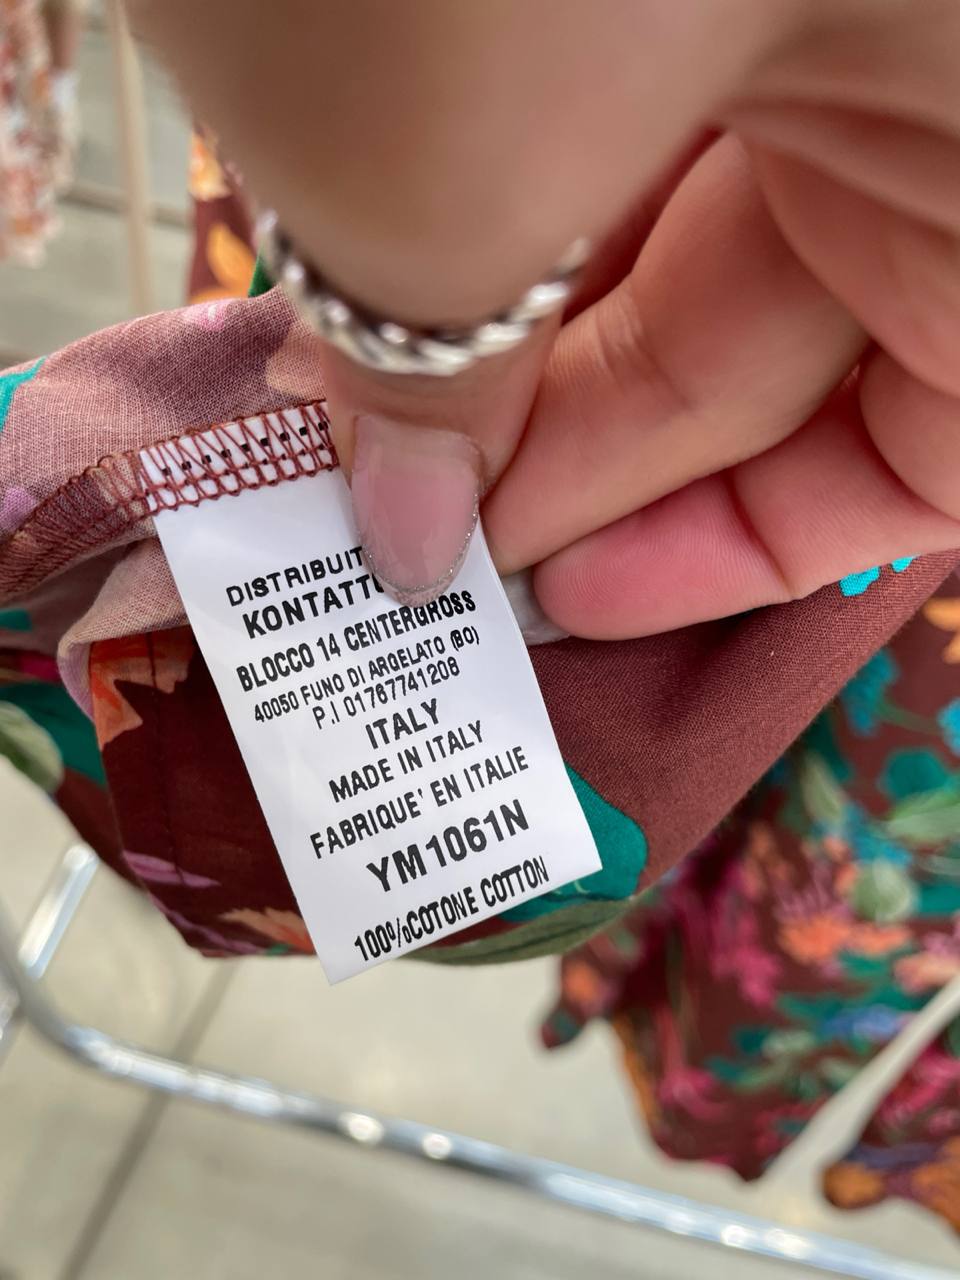 DISTRIBUIT
KONTATTO
BLOCCO 14 CENTERGROSS
40050 FUNO DI ARGELATO (BO)
P.I 01767741208
ITALY
MADE IN ITALY
FABRIQUE' EN ITALIE
YM1061N
100%COTONE COTTON